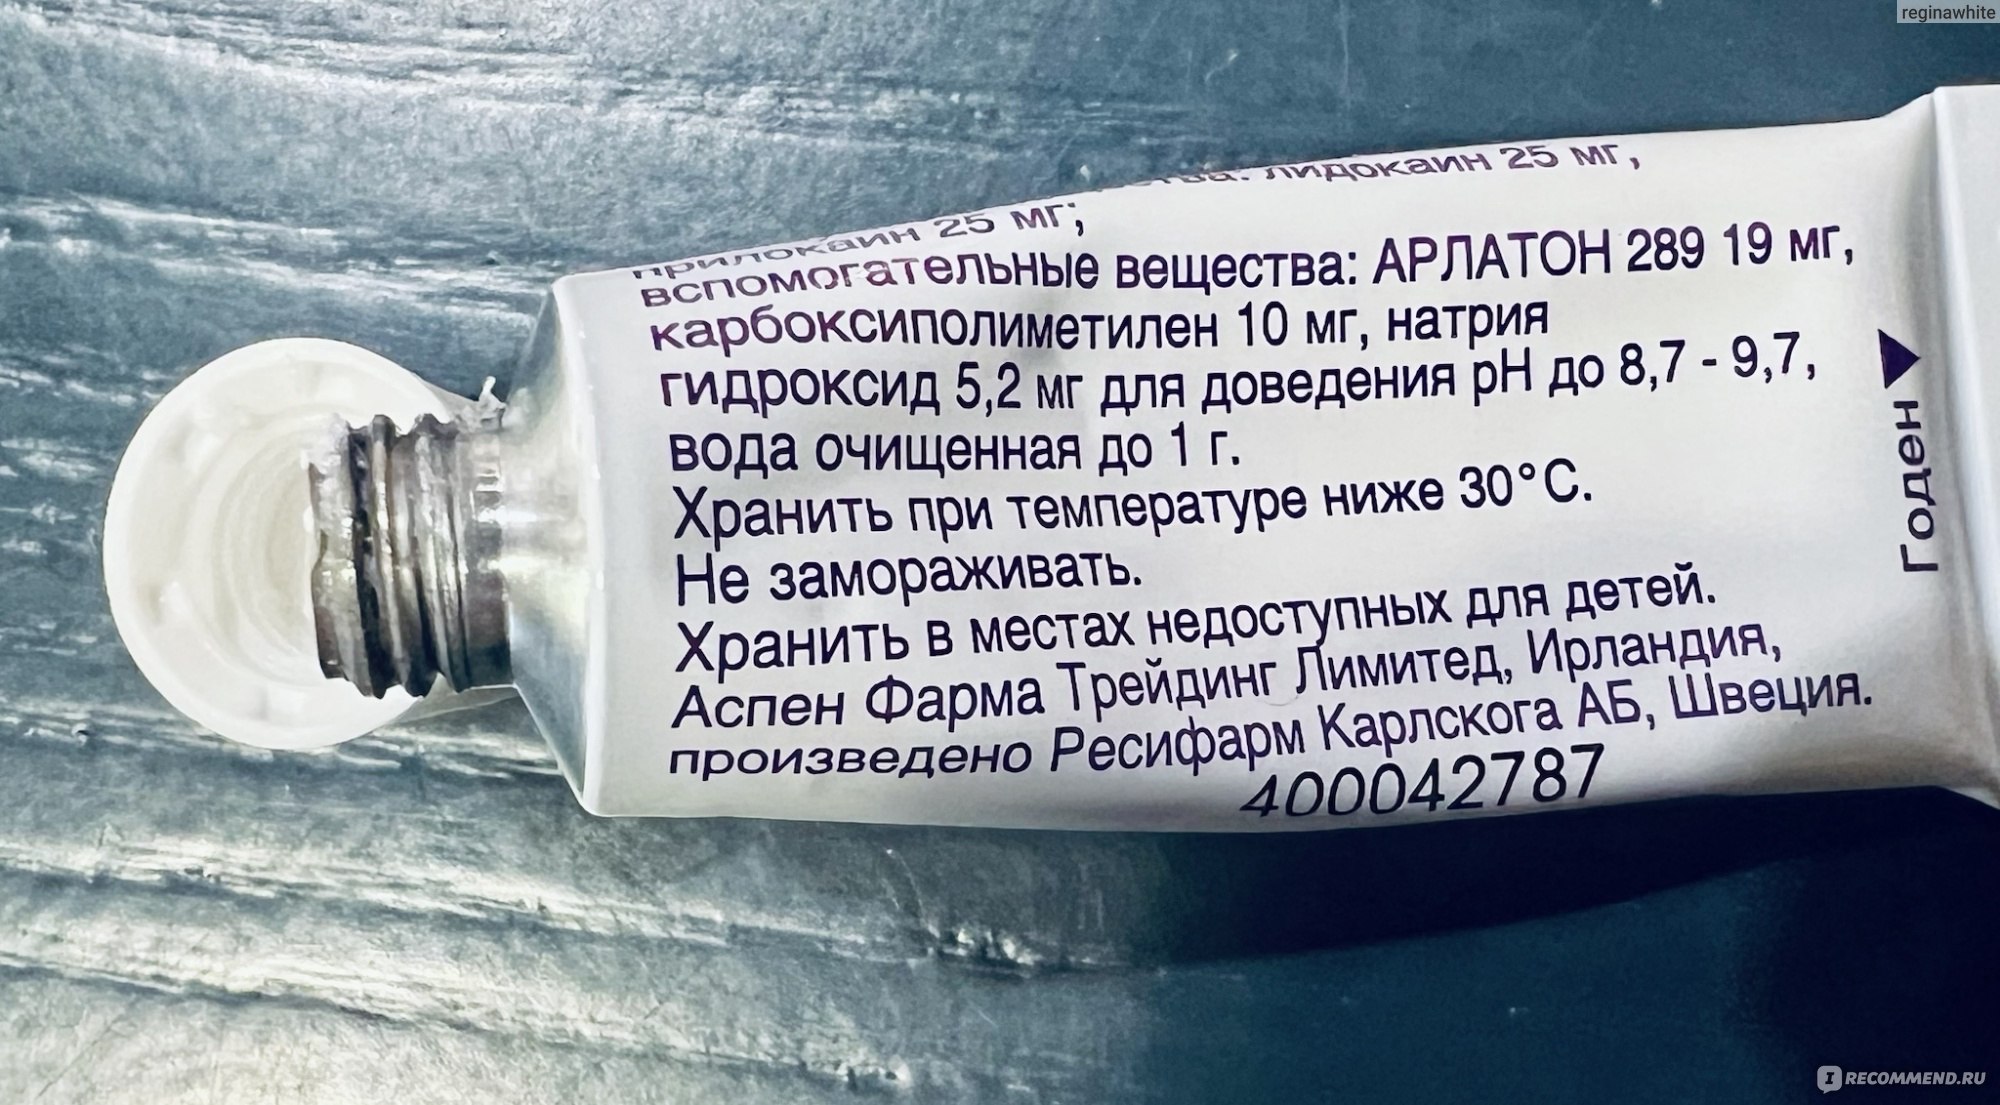 reginawhite
лидокаин 25 мг,
прилокаин 25 мг;
вспомогательные вещества: АРЛАТОН 289 19 мг,
карбоксиполиметилен 10 мг, натрия
гидроксид 5,2 мг для доведения pH до 8,7 - 9,7,
вода очищенная до 1 г.
Хранить при температуре ниже 30°С.
Не замораживать.
Хранить в местах недоступных для детей.
Аспен Фарма Трейдинг Лимитед, Ирландия,
произведено Ресифарм Карлскога АБ, Швеция.
400042787
Годен
IRECOMMEND.RU